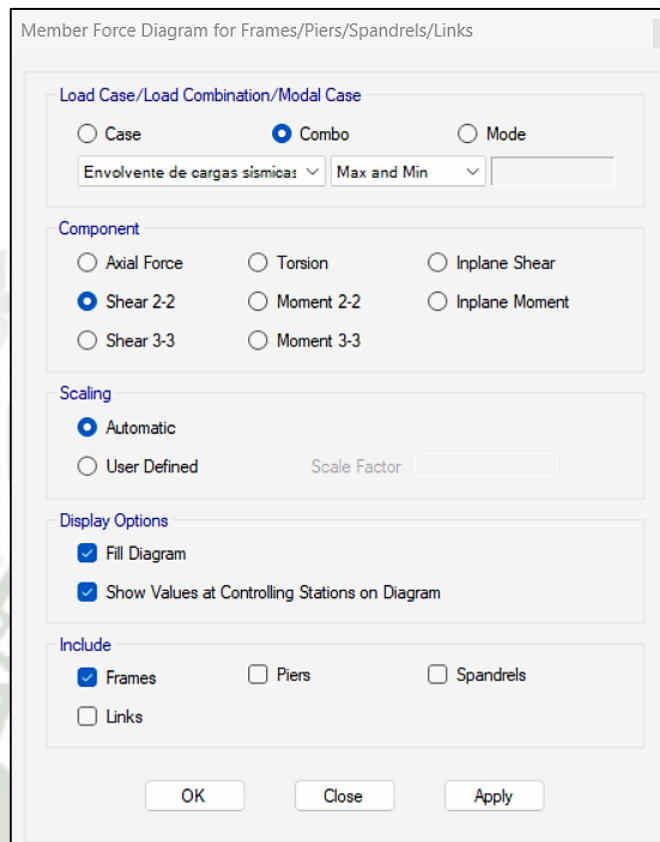 Member Force Diagram for Frames/Piers/Spandrels/Links
Load Case/Load Combination/Modal Case
Case Combo Mode
Envolvente de cargas sísmicas Max and Min
Component
Axial Force Torsion Inplane Shear
Shear 2-2 Moment 2-2 Inplane Moment
Shear 3-3 Moment 3-3
Scaling
Automatic
User Defined Scale Factor
Display Options
Fill Diagram
Show Values at Controlling Stations on Diagram
Include
Frames Piers Spandrels
Links
OK Close Apply